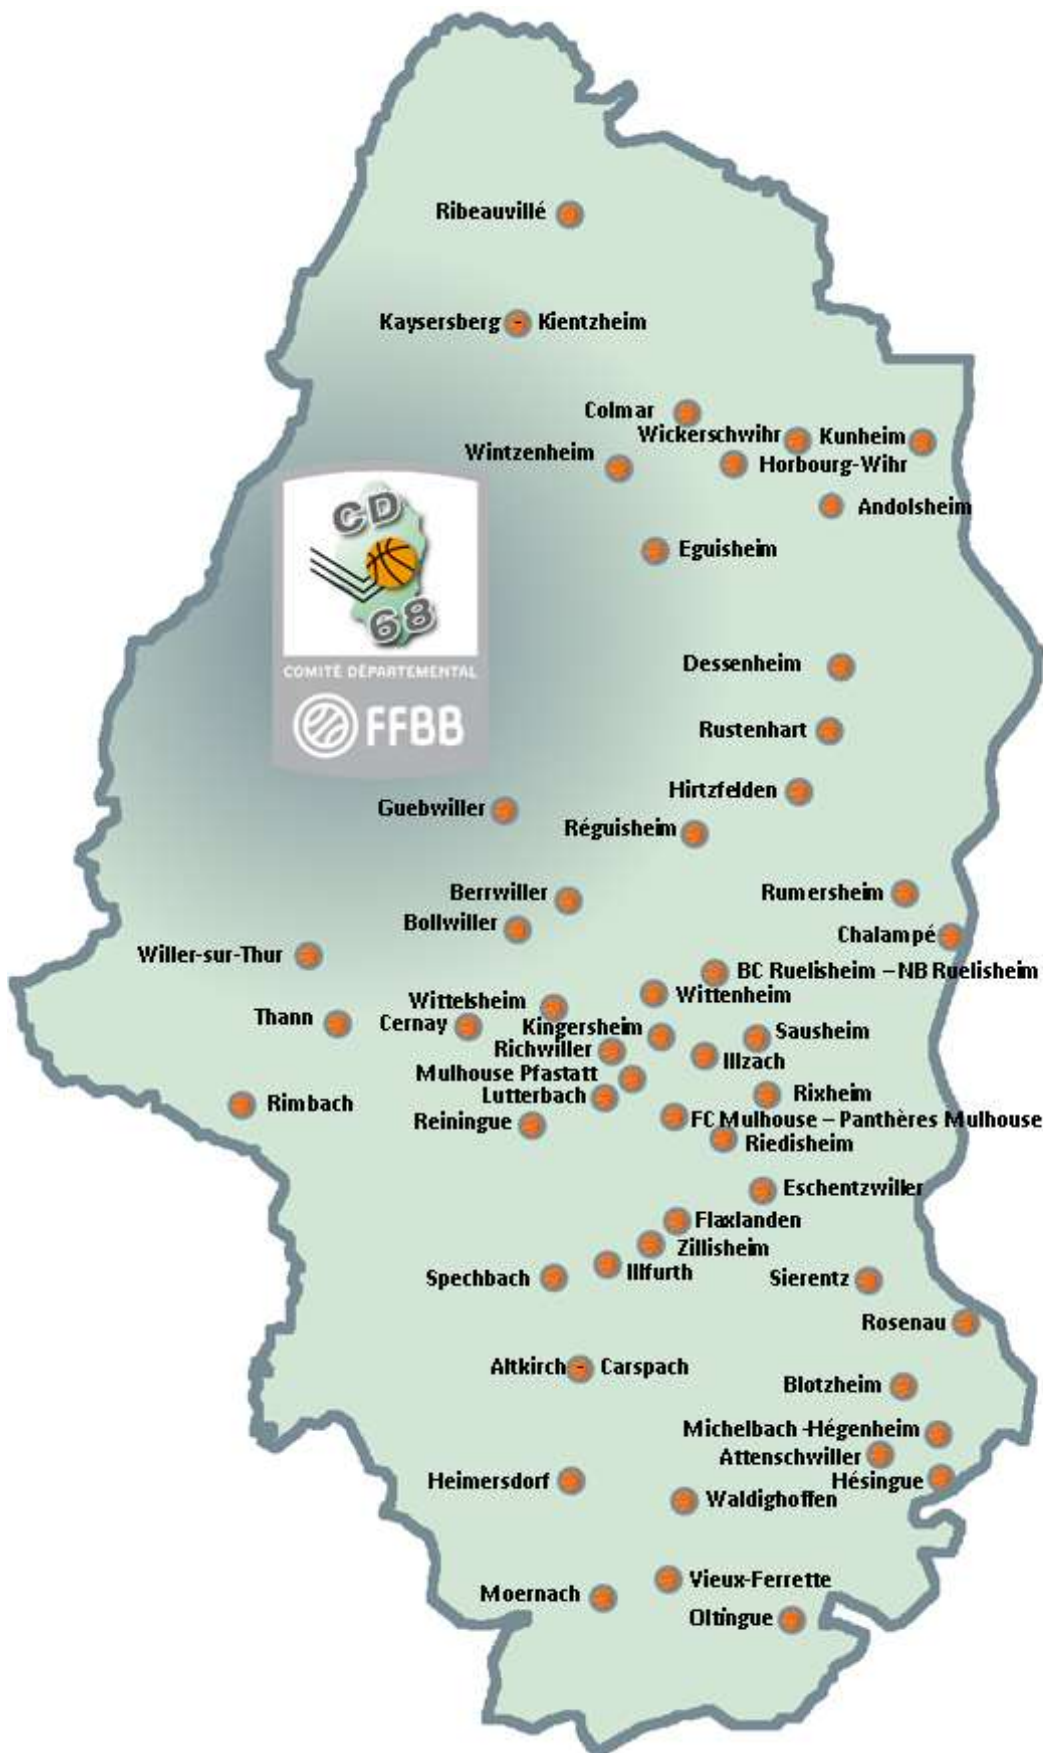 Ribeauvillé
Kaysersberg - Kientzheim
Colmar
Wickerschwihr
Kunheim
Wintzenheim
Horbourg-Wihr
CD
68
COMITÉ DÉPARTEMENTAL
FFBB
Andolsheim
Eguisheim
Dessenheim
Rustenhart
Hirtzfelden
Guebwiller
Réguisheim
Berrwiller
Rumersheim
Bollwiller
Chalampé
Willer-sur-Thur
BC Ruelisheim – NB Ruelisheim
Wittenheim
Wittelsheim
Thann
Cernay
Kingersheim
Sausheim
Richwiller
Illzach
Mulhouse Pfastatt
Lutterbach
Rixheim
Rimbach
Reiningue
FC Mulhouse – Panthères Mulhouse
Riedisheim
Eschentzwiller
Flaxlanden
Zillisheim
Illfurth
Spechbach
Sierentz
Rosenau
Altkirch - Carspach
Blotzheim
Michelbach -Hégenheim
Attenschwiller
Heimersdorf
Hésingue
Waldighoffen
Vieux-Ferrette
Moernach
Oltingue